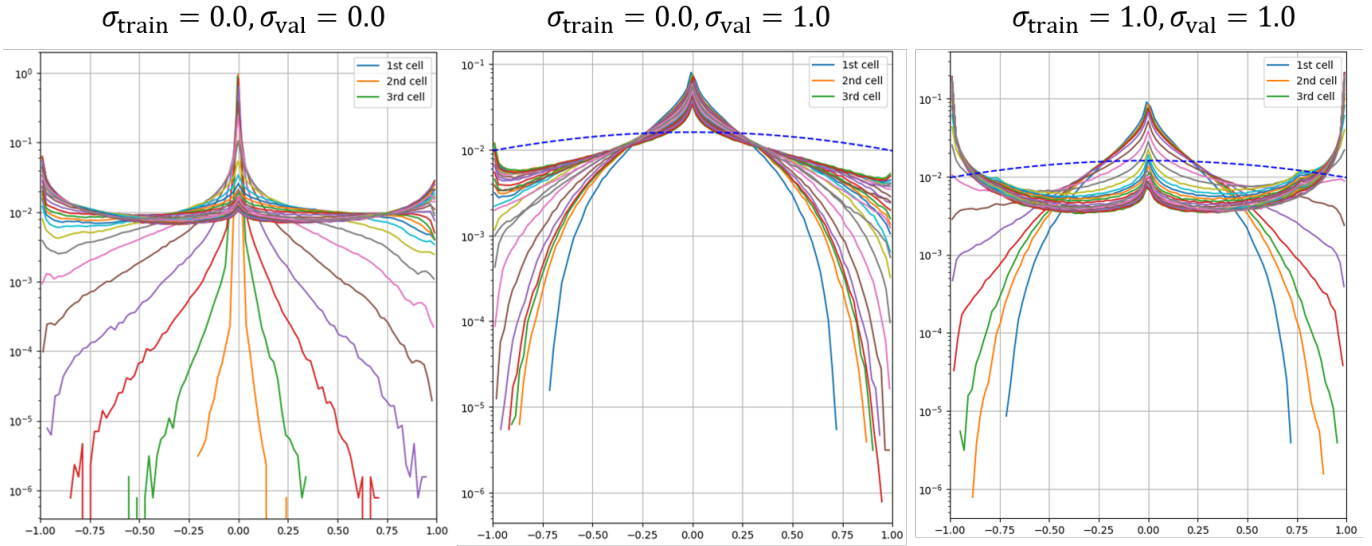 σtrain = 0.0, σval = 0.0
σtrain = 0.0, σval = 1.0
σtrain = 1.0, σval = 1.0
10⁰
10⁻¹
10⁻²
10⁻³
10⁻⁴
10⁻⁵
10⁻⁶
1st cell
2nd cell
3rd cell
−1.00 −0.75 −0.50 −0.25 0.00 0.25 0.50 0.75 1.00
10⁻¹
10⁻²
10⁻³
10⁻⁴
10⁻⁵
10⁻⁶
1st cell
2nd cell
3rd cell
−1.00 −0.75 −0.50 −0.25 0.00 0.25 0.50 0.75 1.00
10⁻¹
10⁻²
10⁻³
10⁻⁴
10⁻⁵
10⁻⁶
1st cell
2nd cell
3rd cell
−1.00 −0.75 −0.50 −0.25 0.00 0.25 0.50 0.75 1.00